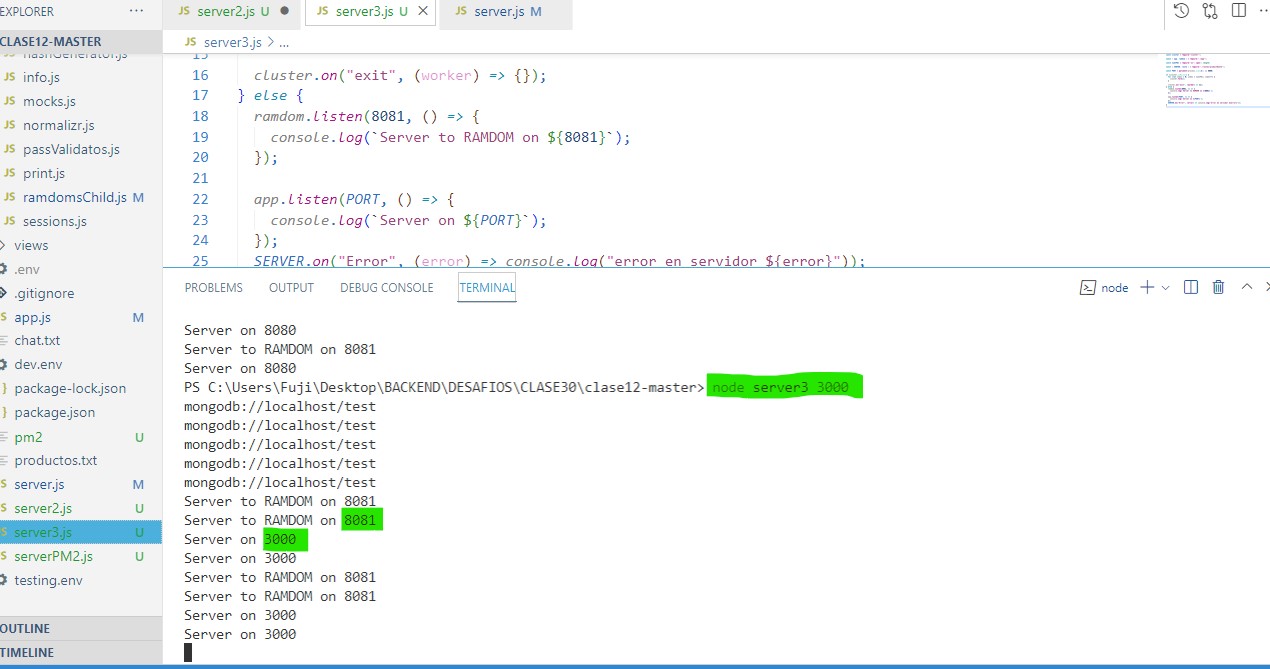 EXPLORER
...
JS server2.js U ●
JS server3.js U ×
JS server.js M
CLASE12-MASTER
JS server3.js > ...
JS hashGenerator.js
JS info.js
JS mocks.js
JS normalizr.js
JS passValidatos.js
JS print.js
JS ramdomsChild.js M
JS sessions.js
> views
.env
.gitignore
app.js M
chat.txt
dev.env
package-lock.json
package.json
pm2 U
productos.txt
server.js M
server2.js U
server3.js U
serverPM2.js U
testing.env
OUTLINE
TIMELINE
15
16 cluster.on("exit", (worker) => {});
17 } else {
18 ramdom.listen(8081, () => {
19 console.log(`Server to RAMDOM on ${8081}`);
20 });
21
22 app.listen(PORT, () => {
23 console.log(`Server on ${PORT}`);
24 });
25 SERVER.on("Error", (error) => console.log("error en servidor ${error}"));
PROBLEMS OUTPUT DEBUG CONSOLE TERMINAL
node
Server on 8080
Server to RAMDOM on 8081
Server on 8080
PS C:\Users\Fuji\Desktop\BACKEND\DESAFIOS\CLASE30\clase12-master> node server3 3000
mongodb://localhost/test
mongodb://localhost/test
mongodb://localhost/test
mongodb://localhost/test
mongodb://localhost/test
Server to RAMDOM on 8081
Server to RAMDOM on 8081
Server on 3000
Server on 3000
Server to RAMDOM on 8081
Server to RAMDOM on 8081
Server on 3000
Server on 3000